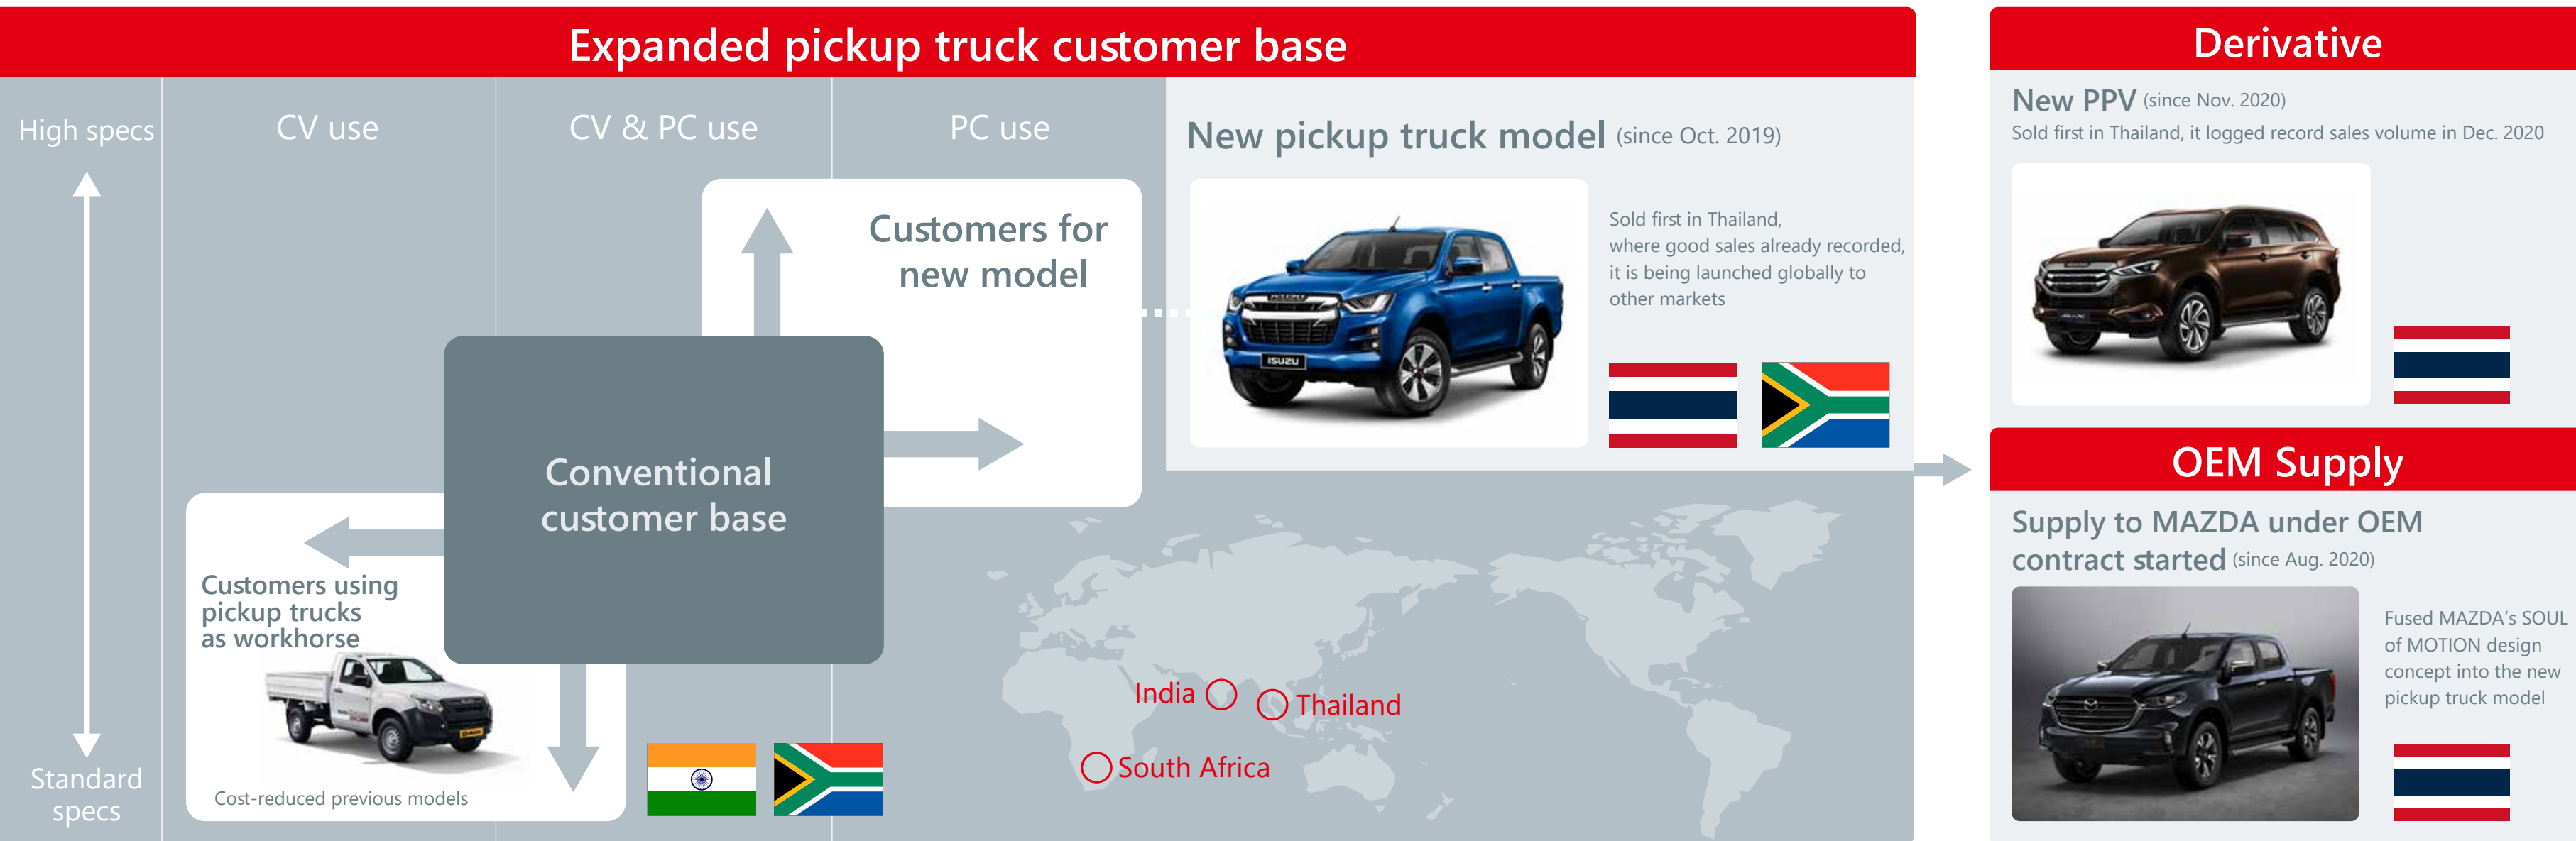 Expanded pickup truck customer base
High specs
CV use
CV & PC use
PC use
Standard
specs
Customers for
new model
Conventional
customer base
Customers using
pickup trucks
as workhorse
Cost-reduced previous models
New pickup truck model (since Oct. 2019)
ISUZU
Sold first in Thailand,
where good sales already recorded,
it is being launched globally to
other markets
India
Thailand
South Africa
Derivative
New PPV (since Nov. 2020)
Sold first in Thailand, it logged record sales volume in Dec. 2020
OEM Supply
Supply to MAZDA under OEM
contract started (since Aug. 2020)
Fused MAZDA's SOUL
of MOTION design
concept into the new
pickup truck model